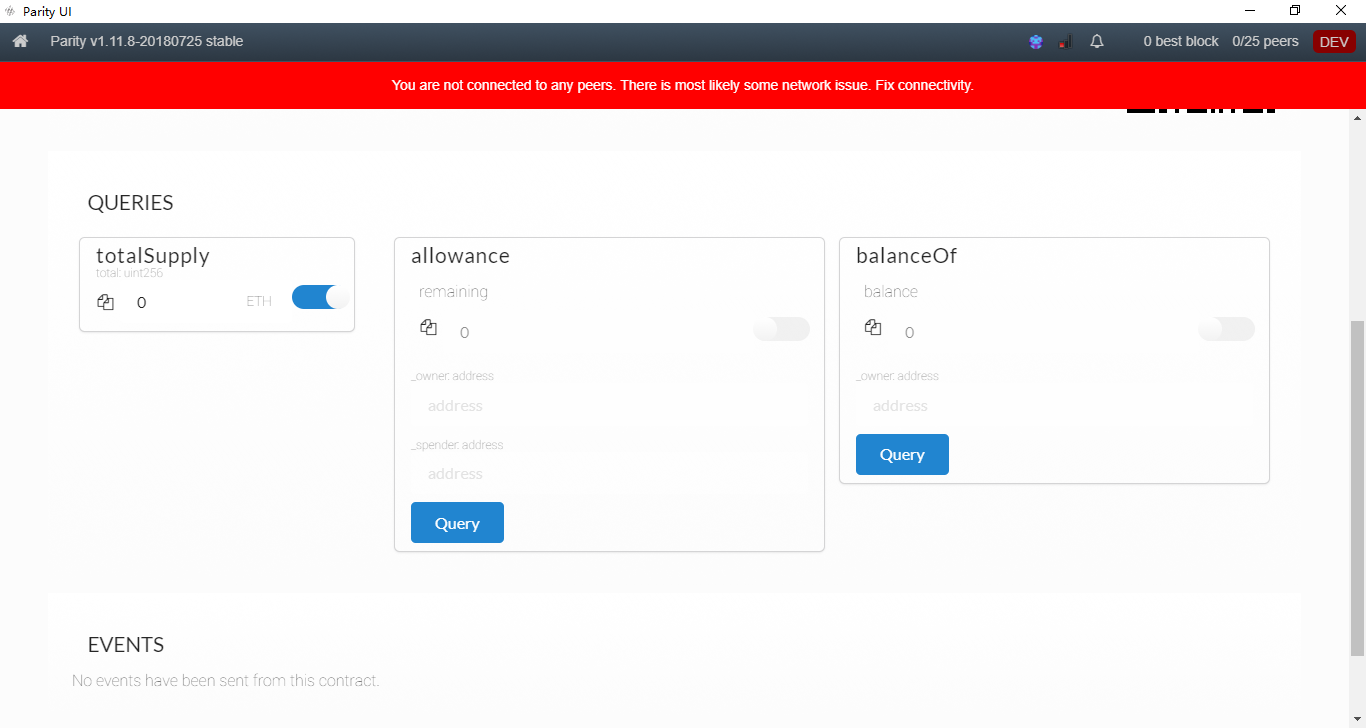 Parity UI
Parity v1.11.8-20180725 stable
0 best block 0/25 peers DEV
You are not connected to any peers. There is most likely some network issue. Fix connectivity.
QUERIES
totalSupply
total: uint256
0 ETH
allowance
remaining
0
_owner: address
address
_spender: address
address
Query
balanceOf
balance
0
_owner: address
address
Query
EVENTS
No events have been sent from this contract.